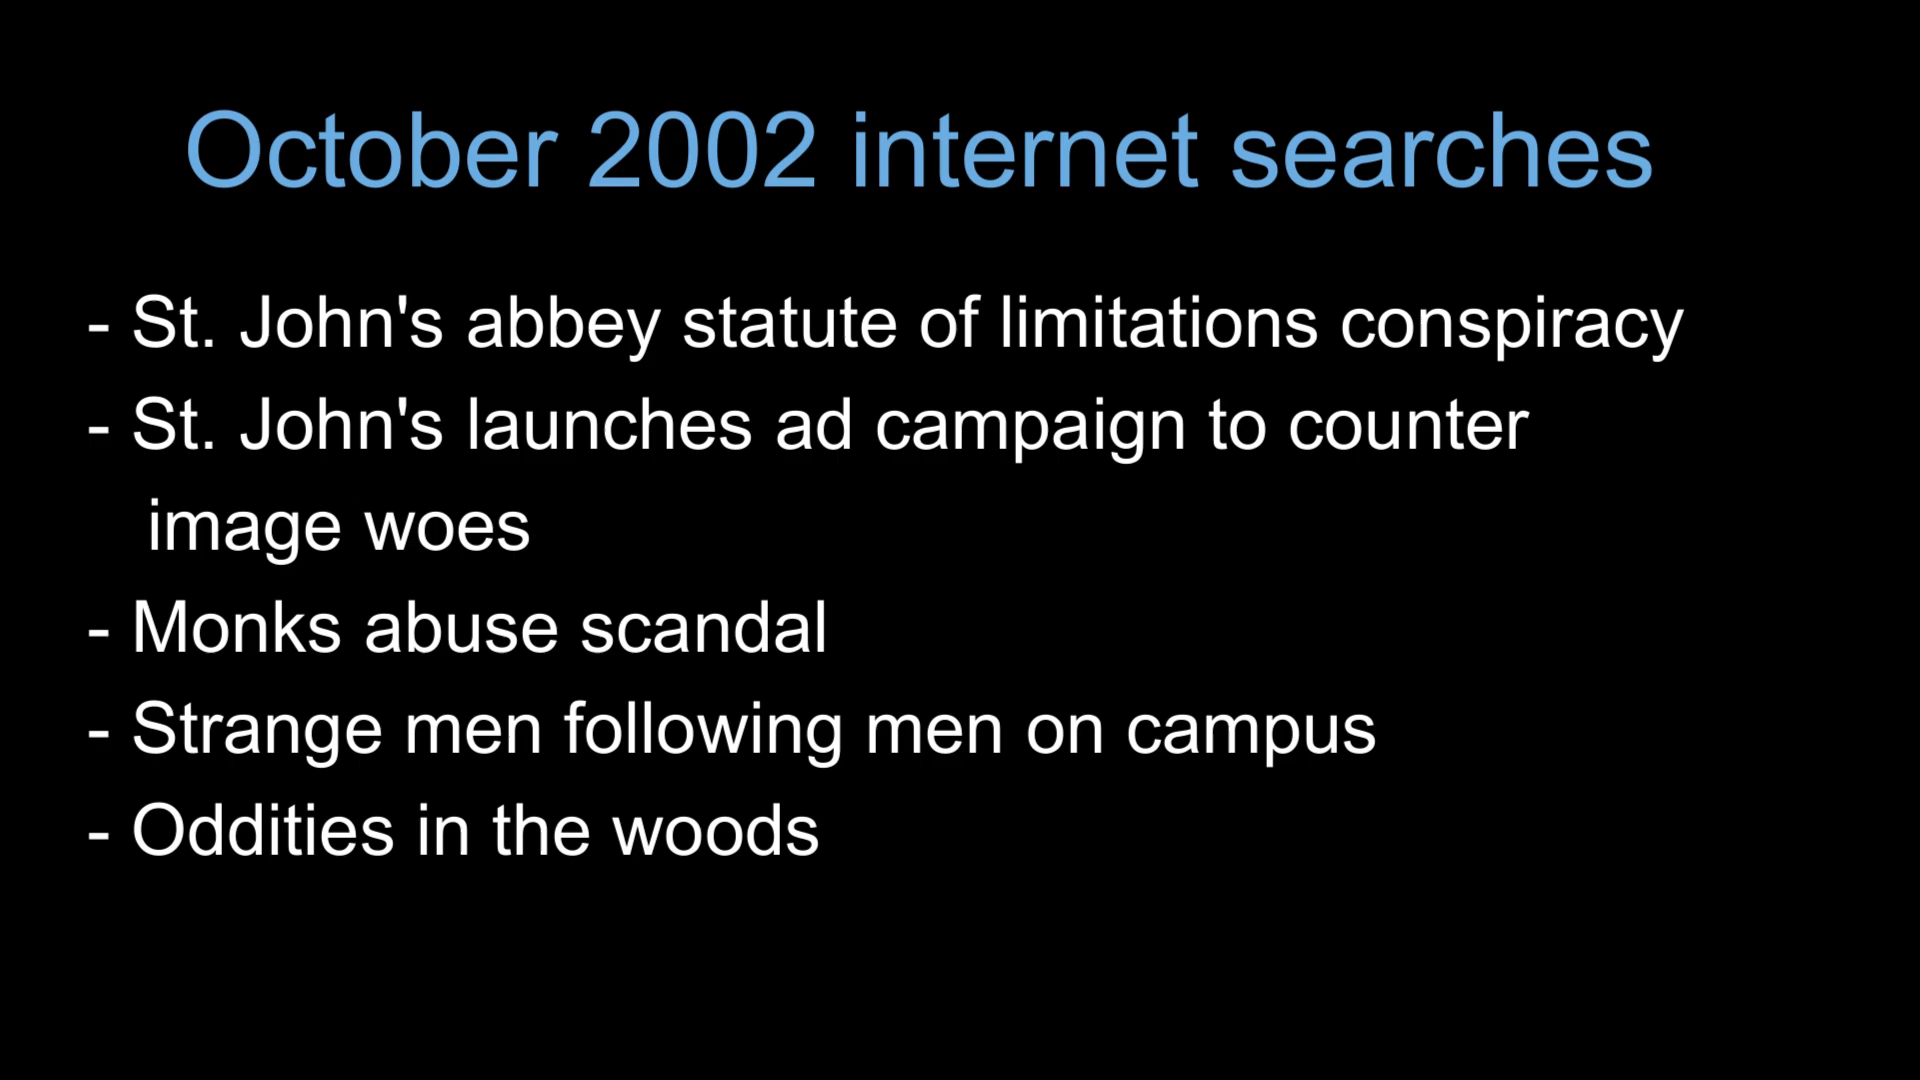 October 2002 internet searches
- St. John's abbey statute of limitations conspiracy
- St. John's launches ad campaign to counter
image woes
- Monks abuse scandal
- Strange men following men on campus
- Oddities in the woods